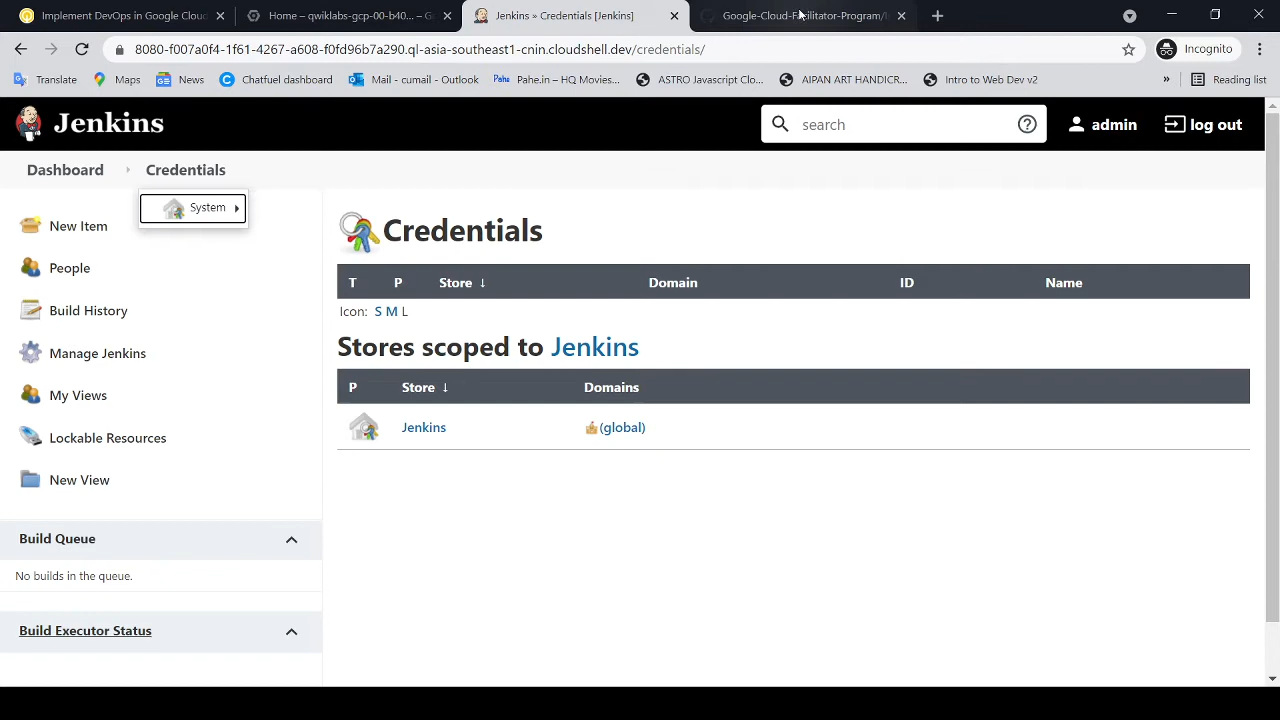 Implement DevOps in Google Cloud
Home – qwiklabs-gcp-00-b40... – G
Jenkins » Credentials [Jenkins]
Google-Cloud-Facilitator-Program/I
8080-f007a0f4-1f61-4267-a608-f0fd96b7a290.ql-asia-southeast1-cnin.cloudshell.dev/credentials/
Incognito
Translate
Maps
News
Chatfuel dashboard
Mail - cumail - Outlook
Pahe.in – HQ Movies...
ASTRO Javascript Clo...
AIPAN ART HANDICR...
Intro to Web Dev v2
»
Reading list
Jenkins
search
admin
log out
Dashboard
Credentials
System
New Item
People
Build History
Manage Jenkins
My Views
Lockable Resources
New View
Build Queue
No builds in the queue.
Build Executor Status
Credentials
T P Store ↓ Domain ID Name
Icon: S M L
Stores scoped to Jenkins
P Store ↓ Domains
Jenkins (global)